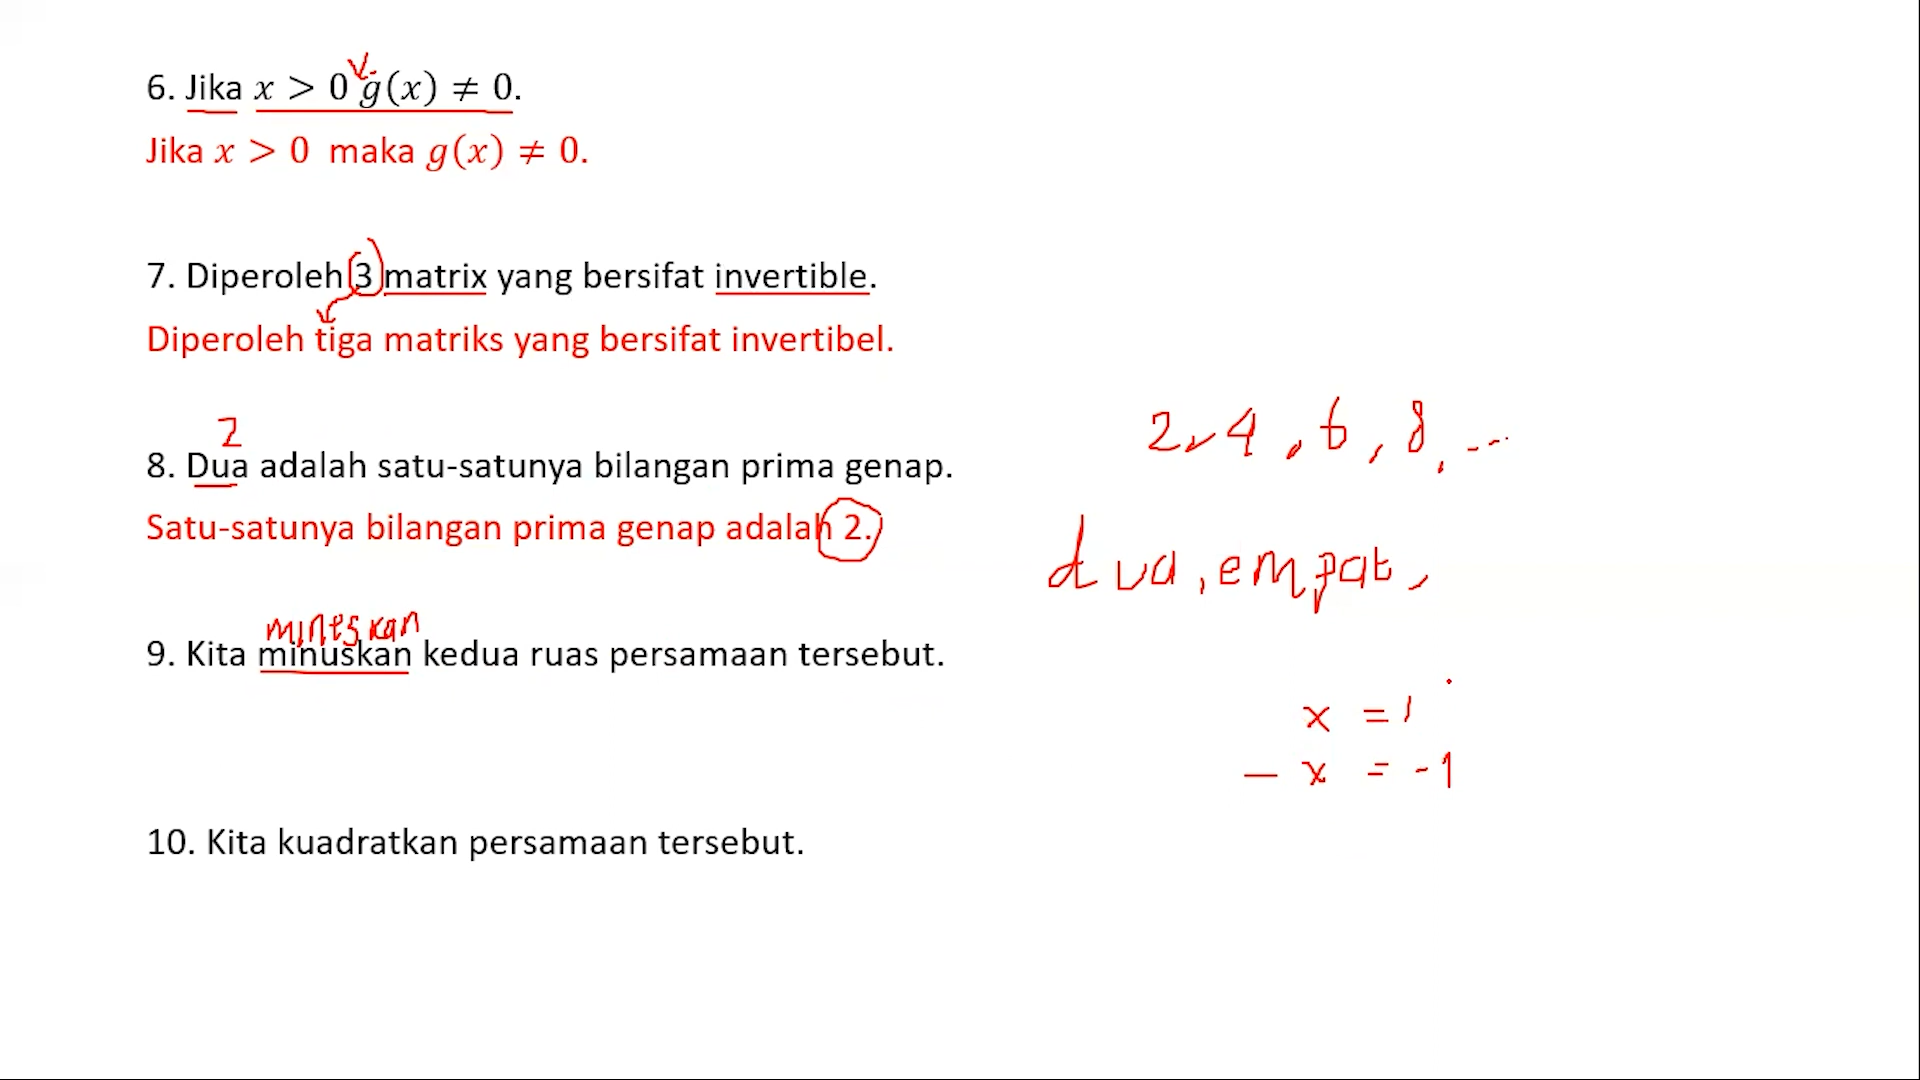 6. Jika x > 0 g(x) ≠ 0.
Jika x > 0 maka g(x) ≠ 0.
7. Diperoleh 3 matrix yang bersifat invertible.
Diperoleh tiga matriks yang bersifat invertibel.
2
8. Dua adalah satu-satunya bilangan prima genap.
Satu-satunya bilangan prima genap adalah 2.
2, 4, 6, 8, ...
dua, empat,
9. Kita minuskan kedua ruas persamaan tersebut.
x = 1
- x = -1
10. Kita kuadratkan persamaan tersebut.